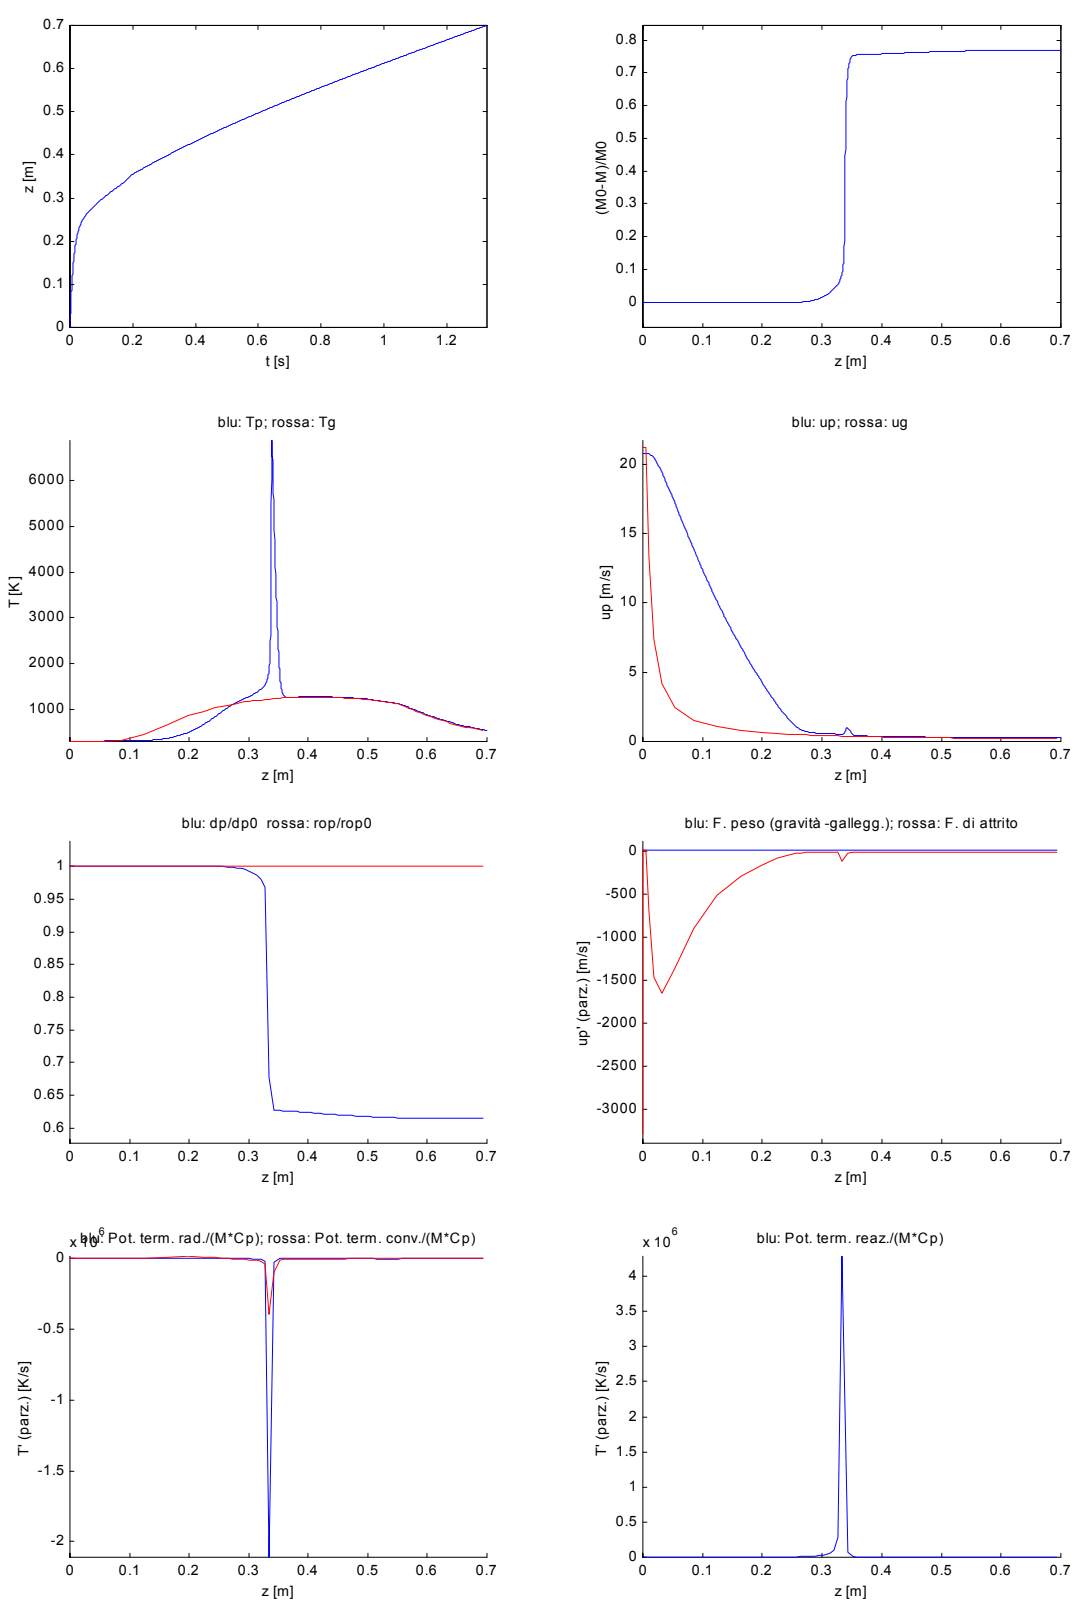 0.7
0.6
0.5
0.4
0.3
0.2
0.1
0
z [m]
0 0.2 0.4 0.6 0.8 1 1.2
t [s]
0.8
0.7
0.6
0.5
0.4
0.3
0.2
0.1
0
(M0-M)/M0
0 0.1 0.2 0.3 0.4 0.5 0.6 0.7
z [m]
blu: Tp; rossa: Tg
6000
5000
4000
3000
2000
1000
T [K]
0 0.1 0.2 0.3 0.4 0.5 0.6 0.7
z [m]
blu: up; rossa: ug
20
15
10
5
0
up [m/s]
0 0.1 0.2 0.3 0.4 0.5 0.6 0.7
z [m]
blu: dp/dp0 rossa: rop/rop0
1
0.95
0.9
0.85
0.8
0.75
0.7
0.65
0.6
0 0.1 0.2 0.3 0.4 0.5 0.6 0.7
z [m]
blu: F. peso (gravità -gallegg.); rossa: F. di attrito
0
-500
-1000
-1500
-2000
-2500
-3000
up' (parz.) [m/s]
0 0.1 0.2 0.3 0.4 0.5 0.6 0.7
z [m]
blu: Pot. term. rad./(M*Cp); rossa: Pot. term. conv./(M*Cp)
x 10^6
0
-0.5
-1
-1.5
-2
T' (parz.) [K/s]
0 0.1 0.2 0.3 0.4 0.5 0.6 0.7
z [m]
blu: Pot. term. reaz./(M*Cp)
x 10^6
4
3.5
3
2.5
2
1.5
1
0.5
0
T' (parz.) [K/s]
0 0.1 0.2 0.3 0.4 0.5 0.6 0.7
z [m]